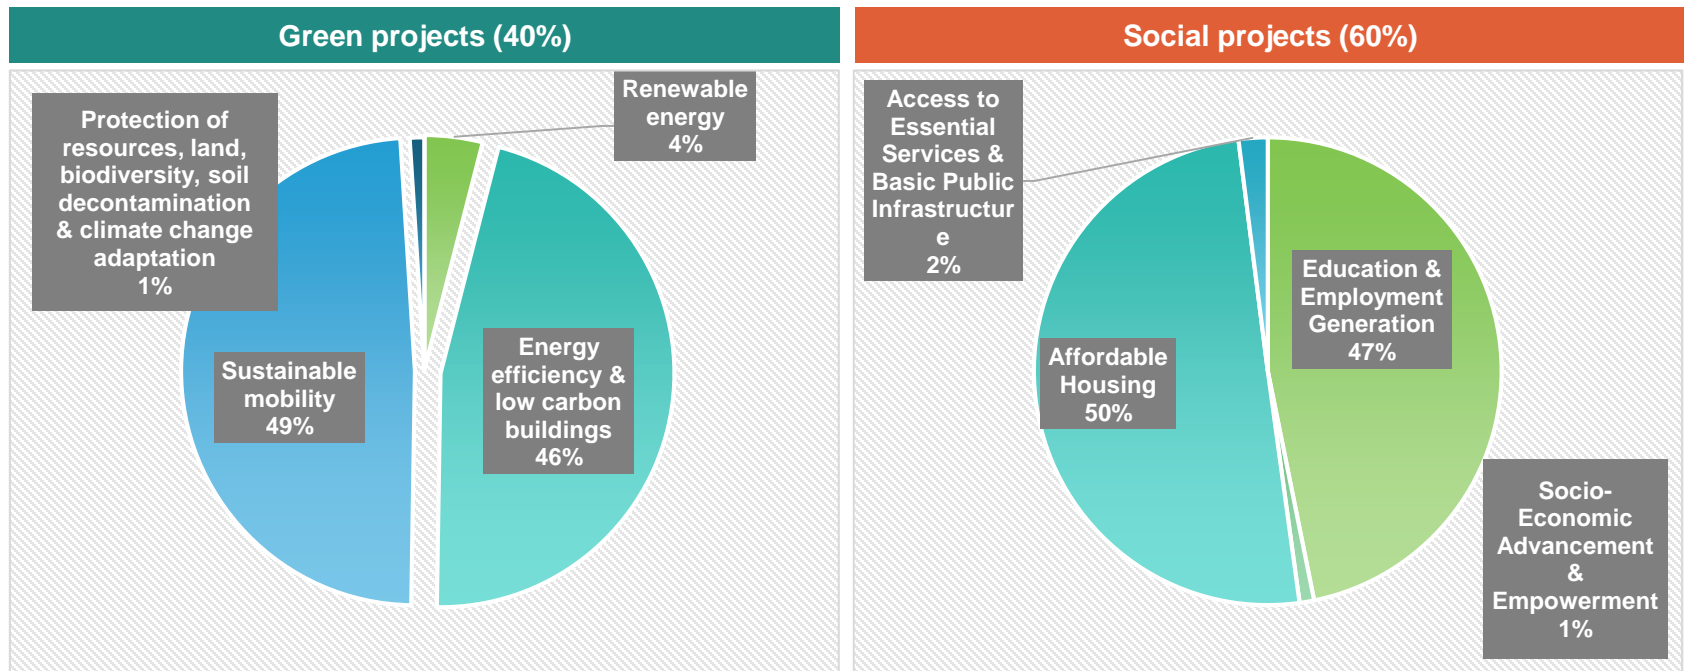 Green projects (40%)
Social projects (60%)
Protection of
resources, land,
biodiversity, soil
decontamination
& climate change
adaptation
1%
Renewable
energy
4%
Sustainable
mobility
49%
Energy
efficiency &
low carbon
buildings
46%
Access to
Essential
Services &
Basic Public
Infrastructur
e
2%
Education &
Employment
Generation
47%
Affordable
Housing
50%
Socio-
Economic
Advancement
&
Empowerment
1%